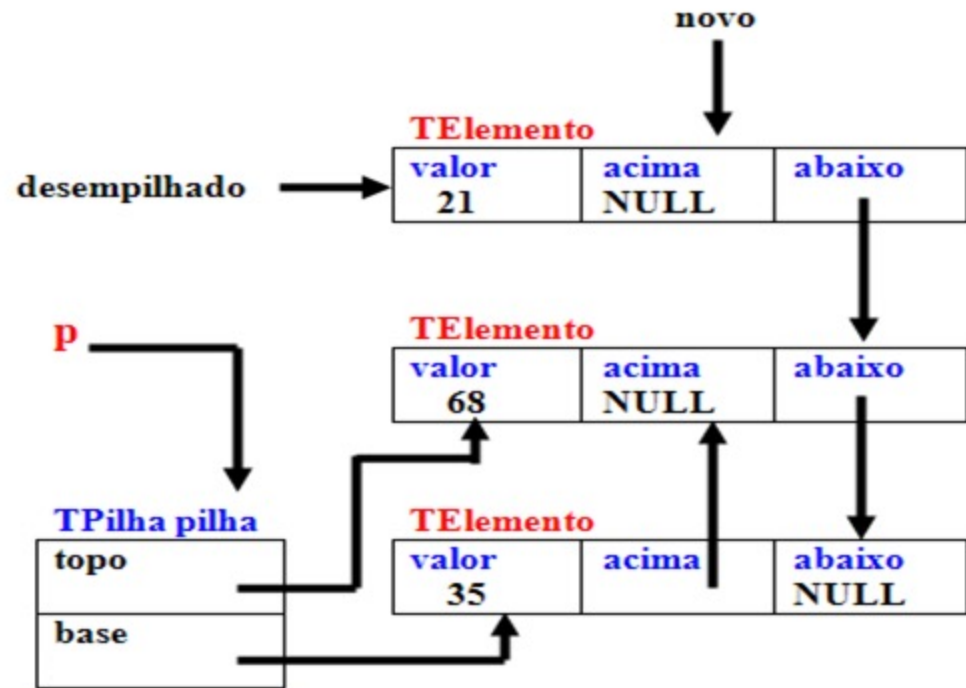 novo
TElemento
valor acima abaixo
desempilhado
21 NULL
p
TElemento
valor acima abaixo
68 NULL
TPilha pilha
TElemento
topo
valor acima abaixo
35 NULL
base